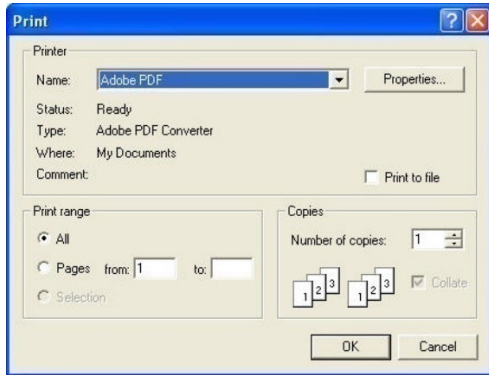 Print
Printer
Name: Adobe PDF Properties...
Status: Ready
Type: Adobe PDF Converter
Where: My Documents
Comment: Print to file
Print range
All
Pages from: 1 to:
Selection
Copies
Number of copies: 1
1 2 3 1 2 3 Collate
OK Cancel